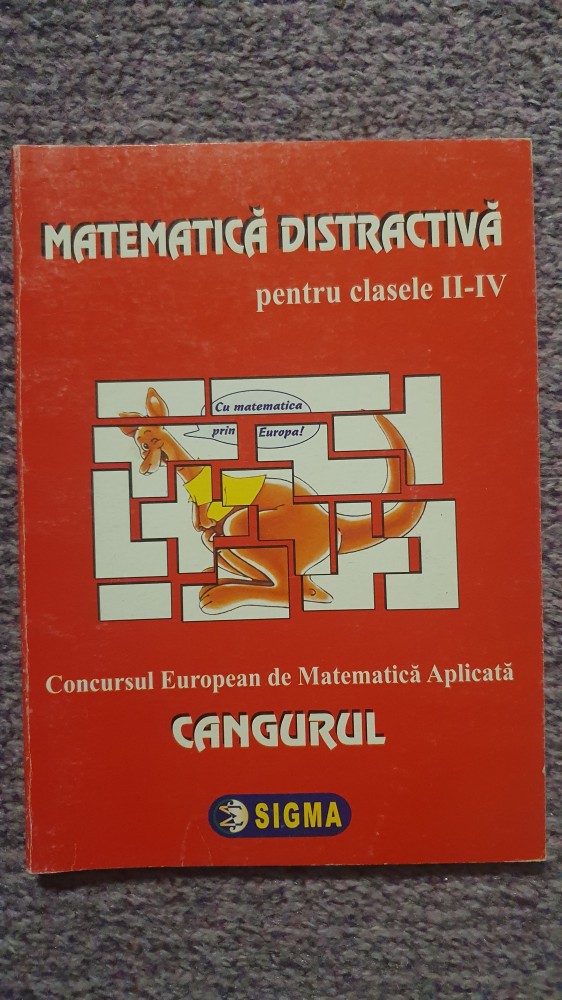 MATEMATICĂ DISTRACTIVĂ
pentru clasele II-IV
Cu matematica
prin Europa!
Concursul European de Matematică Aplicată
CANGURUL
SIGMA